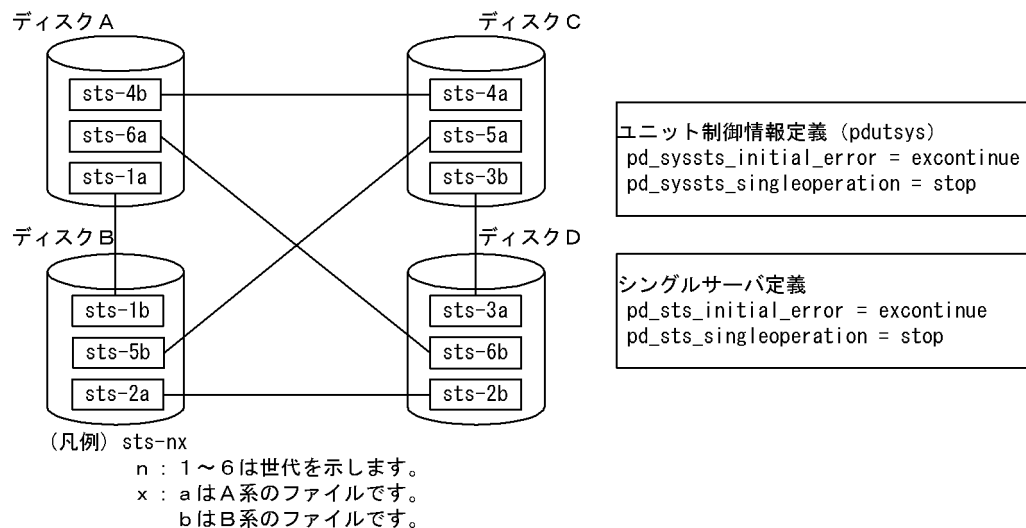 ディスクA
sts-4b
sts-6a
sts-1a
ディスクC
sts-4a
sts-5a
sts-3b
ディスクB
sts-1b
sts-5b
sts-2a
ディスクD
sts-3a
sts-6b
sts-2b
ユニット制御情報定義(pdutsys)
pd_syssts_initial_error = excontinue
pd_syssts_singleoperation = stop
シングルサーバ定義
pd_sts_initial_error = excontinue
pd_sts_singleoperation = stop
(凡例) sts-nx
n : 1~6は世代を示します。
x : aはA系のファイルです。
bはB系のファイルです。